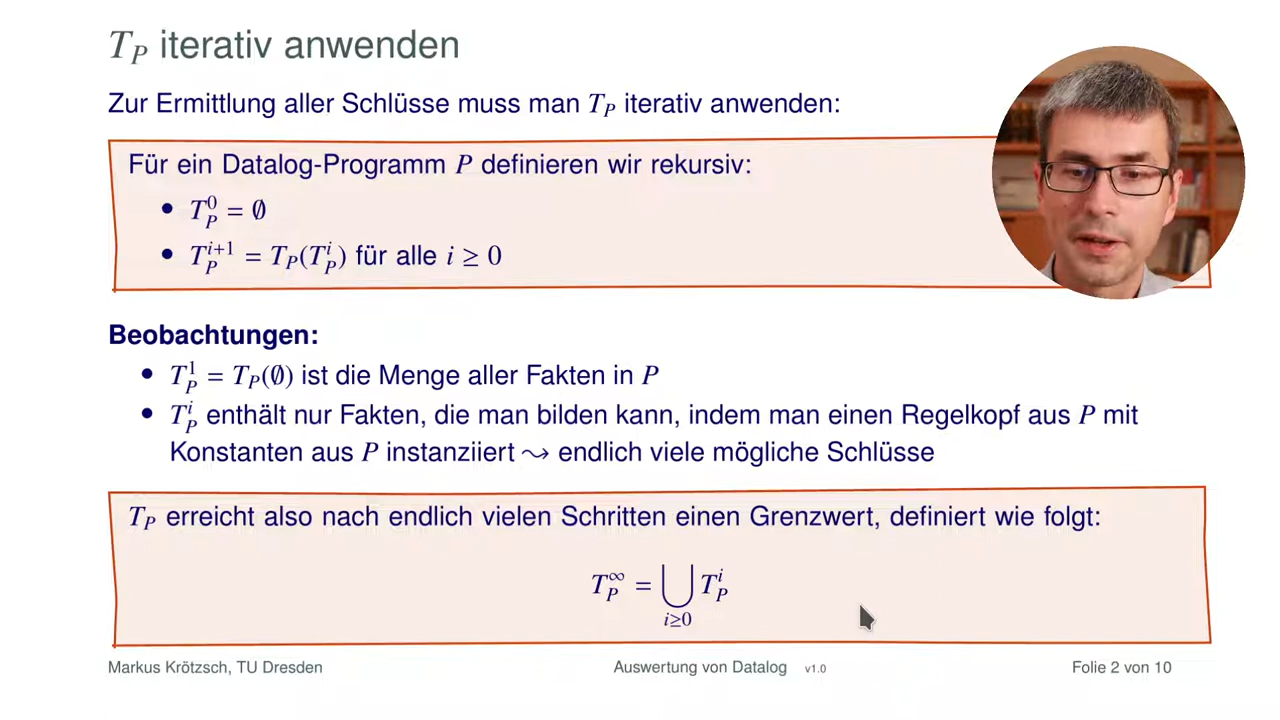 T_P iterativ anwenden
Zur Ermittlung aller Schlüsse muss man T_P iterativ anwenden:
Für ein Datalog-Programm P definieren wir rekursiv:
• T_P^0 = ∅
• T_P^{i+1} = T_P(T_P^i) für alle i ≥ 0
Beobachtungen:
• T_P^1 = T_P(∅) ist die Menge aller Fakten in P
• T_P^i enthält nur Fakten, die man bilden kann, indem man einen Regelkopf aus P mit
Konstanten aus P instanziiert ⤳ endlich viele mögliche Schlüsse
T_P erreicht also nach endlich vielen Schritten einen Grenzwert, definiert wie folgt:
T_P^∞ = ⋃_{i≥0} T_P^i
Markus Krötzsch, TU Dresden Auswertung von Datalog v1.0 Folie 2 von 10